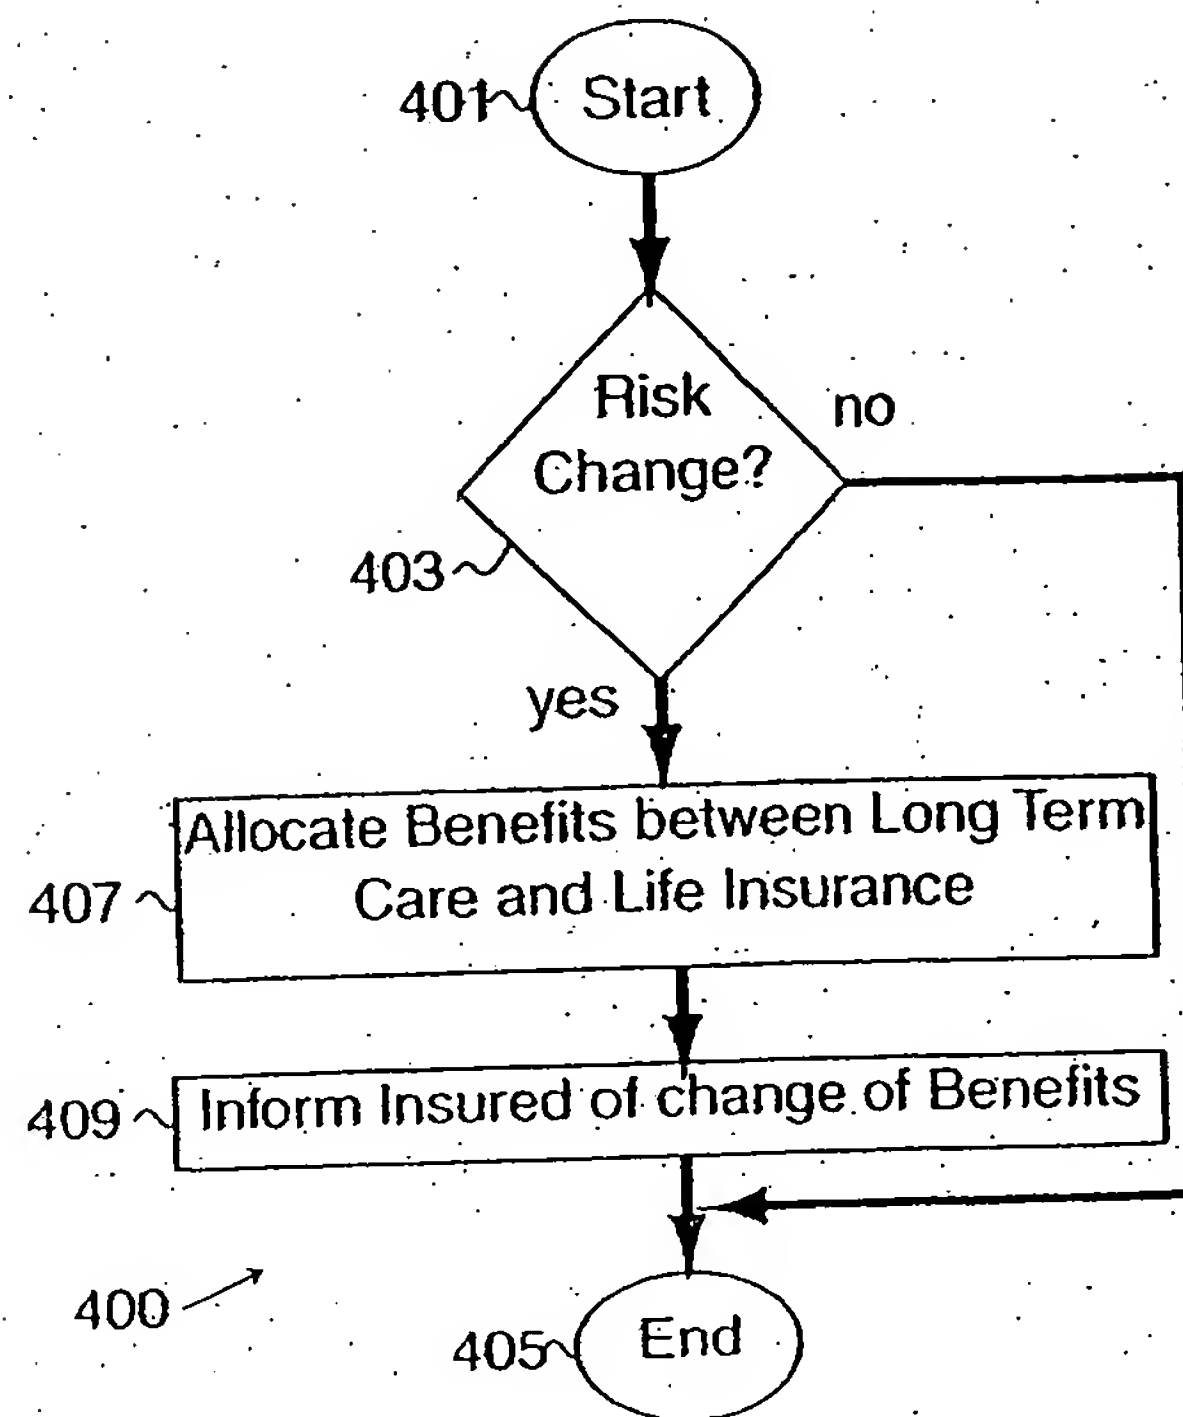 401 Start
Risk
Change?
no
403
yes
Allocate Benefits between Long Term
407 Care and Life Insurance
409 Inform Insured of change of Benefits
400
405 End